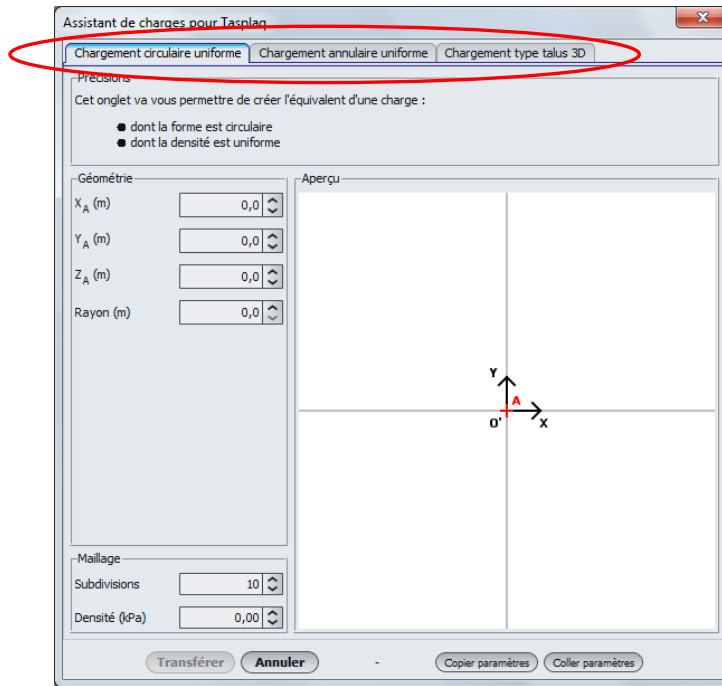 Assistant de charges pour Tasplaq
Chargement circulaire uniforme Chargement annulaire uniforme Chargement type talus 3D
Précisions
Cet onglet va vous permettre de créer l'équivalent d'une charge :
● dont la forme est circulaire
● dont la densité est uniforme
Géométrie
X_A (m) 0,0
Y_A (m) 0,0
Z_A (m) 0,0
Rayon (m) 0,0
Aperçu
Y
A
O' X
Maillage
Subdivisions 10
Densité (kPa) 0,00
Transférer Annuler - Copier paramètres Coller paramètres